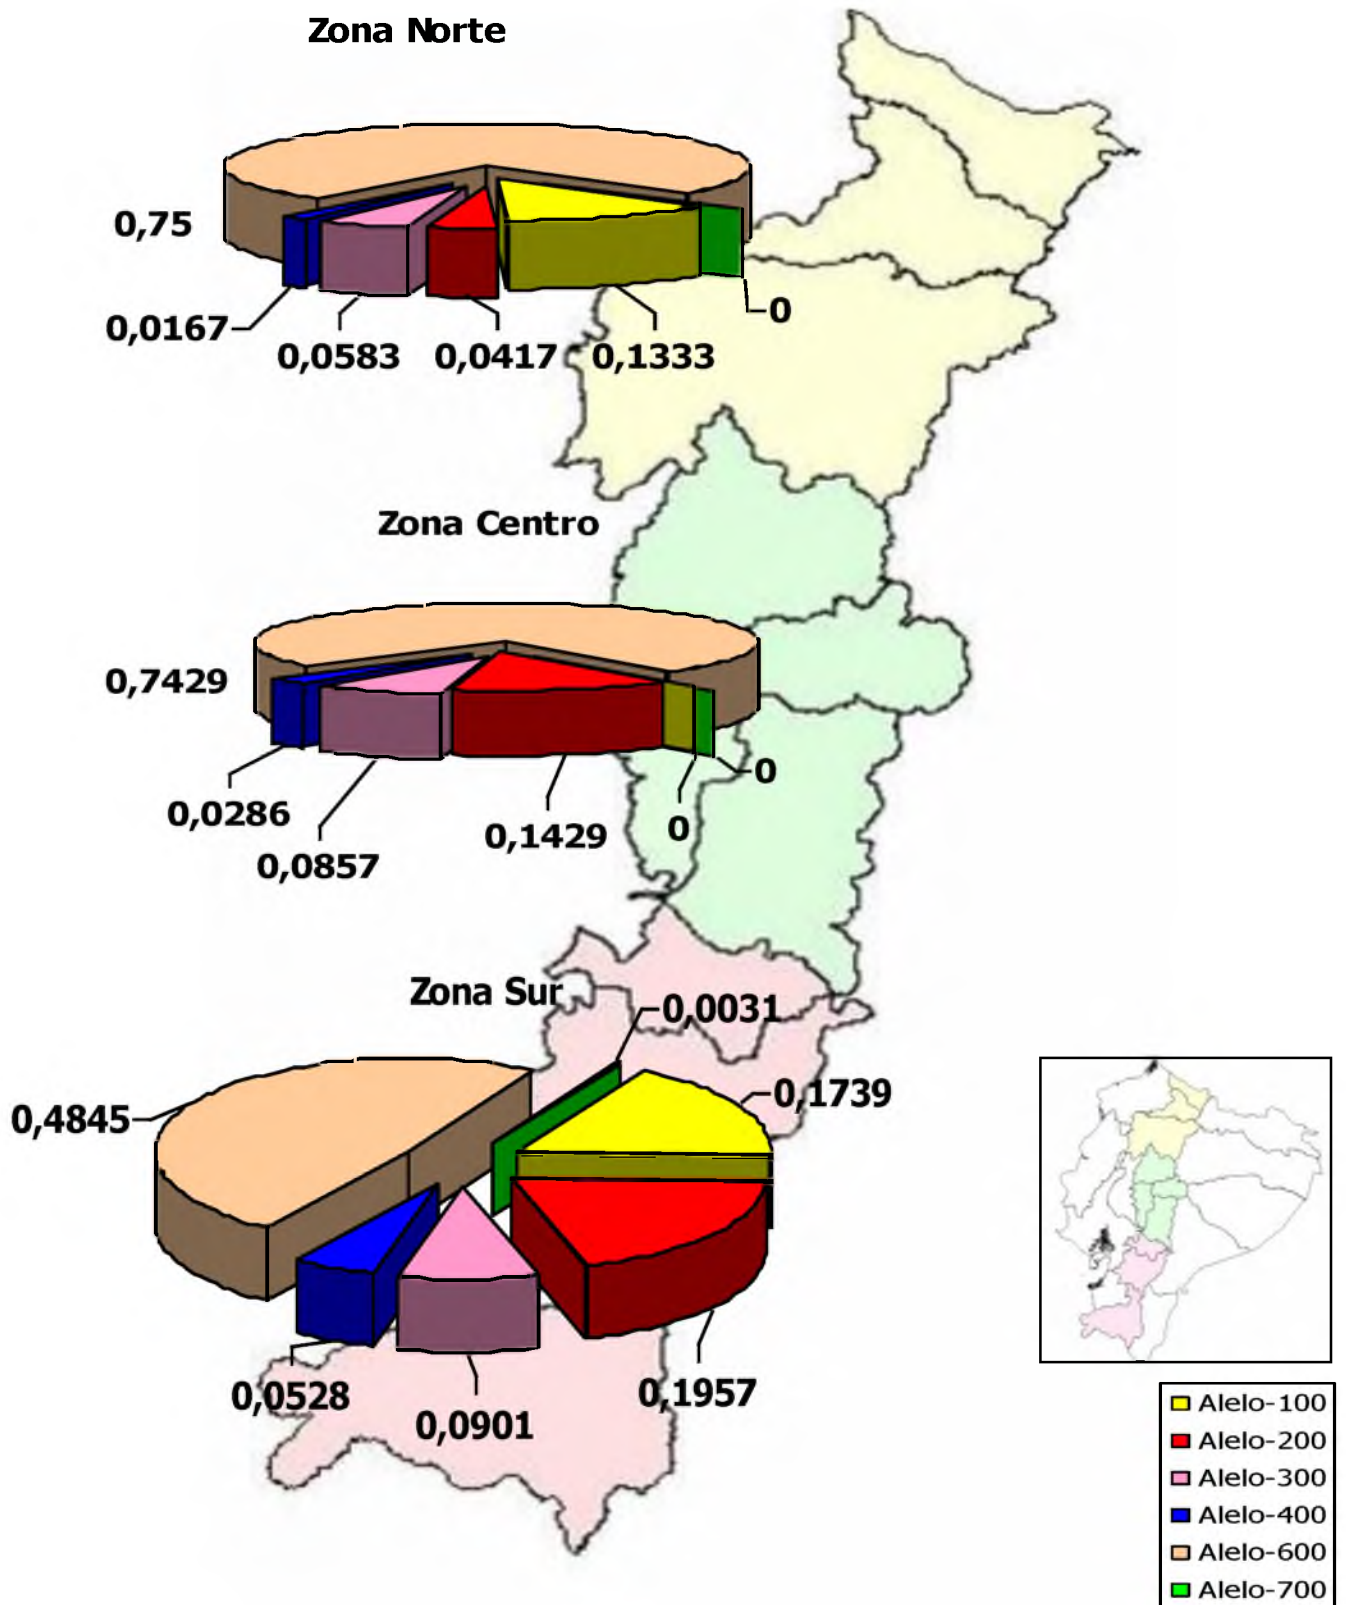 Zona Norte
0,75
0,0167
0,0583
0,0417
0,1333
0
Zona Centro
0,7429
0,0286
0,0857
0,1429
0
0
Zona Sur
0,0031
0,1739
0,4845
0,0528
0,0901
0,1957
Alelo-100
Alelo-200
Alelo-300
Alelo-400
Alelo-600
Alelo-700